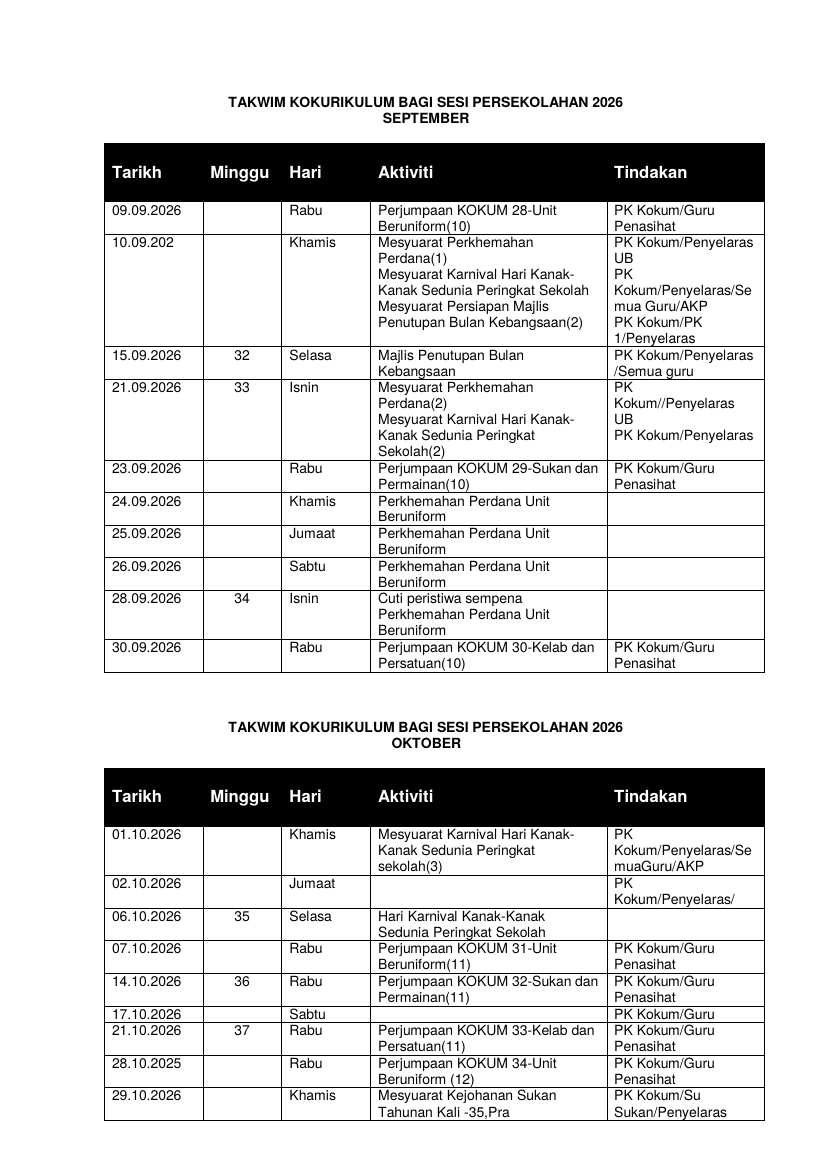 TAKWIM KOKURIKULUM BAGI SESI PERSEKOLAHAN 2026
SEPTEMBER
Tarikh Minggu Hari Aktiviti Tindakan
09.09.2026 Rabu Perjumpaan KOKUM 28-Unit PK Kokum/Guru
Beruniform(10) Penasihat
10.09.202 Khamis Mesyuarat Perkhemahan PK Kokum/Penyelaras
Perdana(1) UB
Mesyuarat Karnival Hari Kanak- PK
Kanak Sedunia Peringkat Sekolah Kokum/Penyelaras/Se
Mesyuarat Persiapan Majlis mua Guru/AKP
Penutupan Bulan Kebangsaan(2) PK Kokum/PK
1/Penyelaras
15.09.2026 32 Selasa Majlis Penutupan Bulan PK Kokum/Penyelaras
Kebangsaan /Semua guru
21.09.2026 33 Isnin Mesyuarat Perkhemahan PK
Perdana(2) Kokum//Penyelaras
Mesyuarat Karnival Hari Kanak- UB
Kanak Sedunia Peringkat PK Kokum/Penyelaras
Sekolah(2)
23.09.2026 Rabu Perjumpaan KOKUM 29-Sukan dan PK Kokum/Guru
Permainan(10) Penasihat
24.09.2026 Khamis Perkhemahan Perdana Unit
Beruniform
25.09.2026 Jumaat Perkhemahan Perdana Unit
Beruniform
26.09.2026 Sabtu Perkhemahan Perdana Unit
Beruniform
28.09.2026 34 Isnin Cuti peristiwa sempena
Perkhemahan Perdana Unit
Beruniform
30.09.2026 Rabu Perjumpaan KOKUM 30-Kelab dan PK Kokum/Guru
Persatuan(10) Penasihat
TAKWIM KOKURIKULUM BAGI SESI PERSEKOLAHAN 2026
OKTOBER
Tarikh Minggu Hari Aktiviti Tindakan
01.10.2026 Khamis Mesyuarat Karnival Hari Kanak- PK
Kanak Sedunia Peringkat Kokum/Penyelaras/Se
sekolah(3) muaGuru/AKP
02.10.2026 Jumaat PK
Kokum/Penyelaras/
06.10.2026 35 Selasa Hari Karnival Kanak-Kanak
Sedunia Peringkat Sekolah
07.10.2026 Rabu Perjumpaan KOKUM 31-Unit PK Kokum/Guru
Beruniform(11) Penasihat
14.10.2026 36 Rabu Perjumpaan KOKUM 32-Sukan dan PK Kokum/Guru
Permainan(11) Penasihat
17.10.2026 Sabtu PK Kokum/Guru
21.10.2026 37 Rabu Perjumpaan KOKUM 33-Kelab dan PK Kokum/Guru
Persatuan(11) Penasihat
28.10.2025 Rabu Perjumpaan KOKUM 34-Unit PK Kokum/Guru
Beruniform (12) Penasihat
29.10.2026 Khamis Mesyuarat Kejohanan Sukan PK Kokum/Su
Tahunan Kali -35,Pra Sukan/Penyelaras